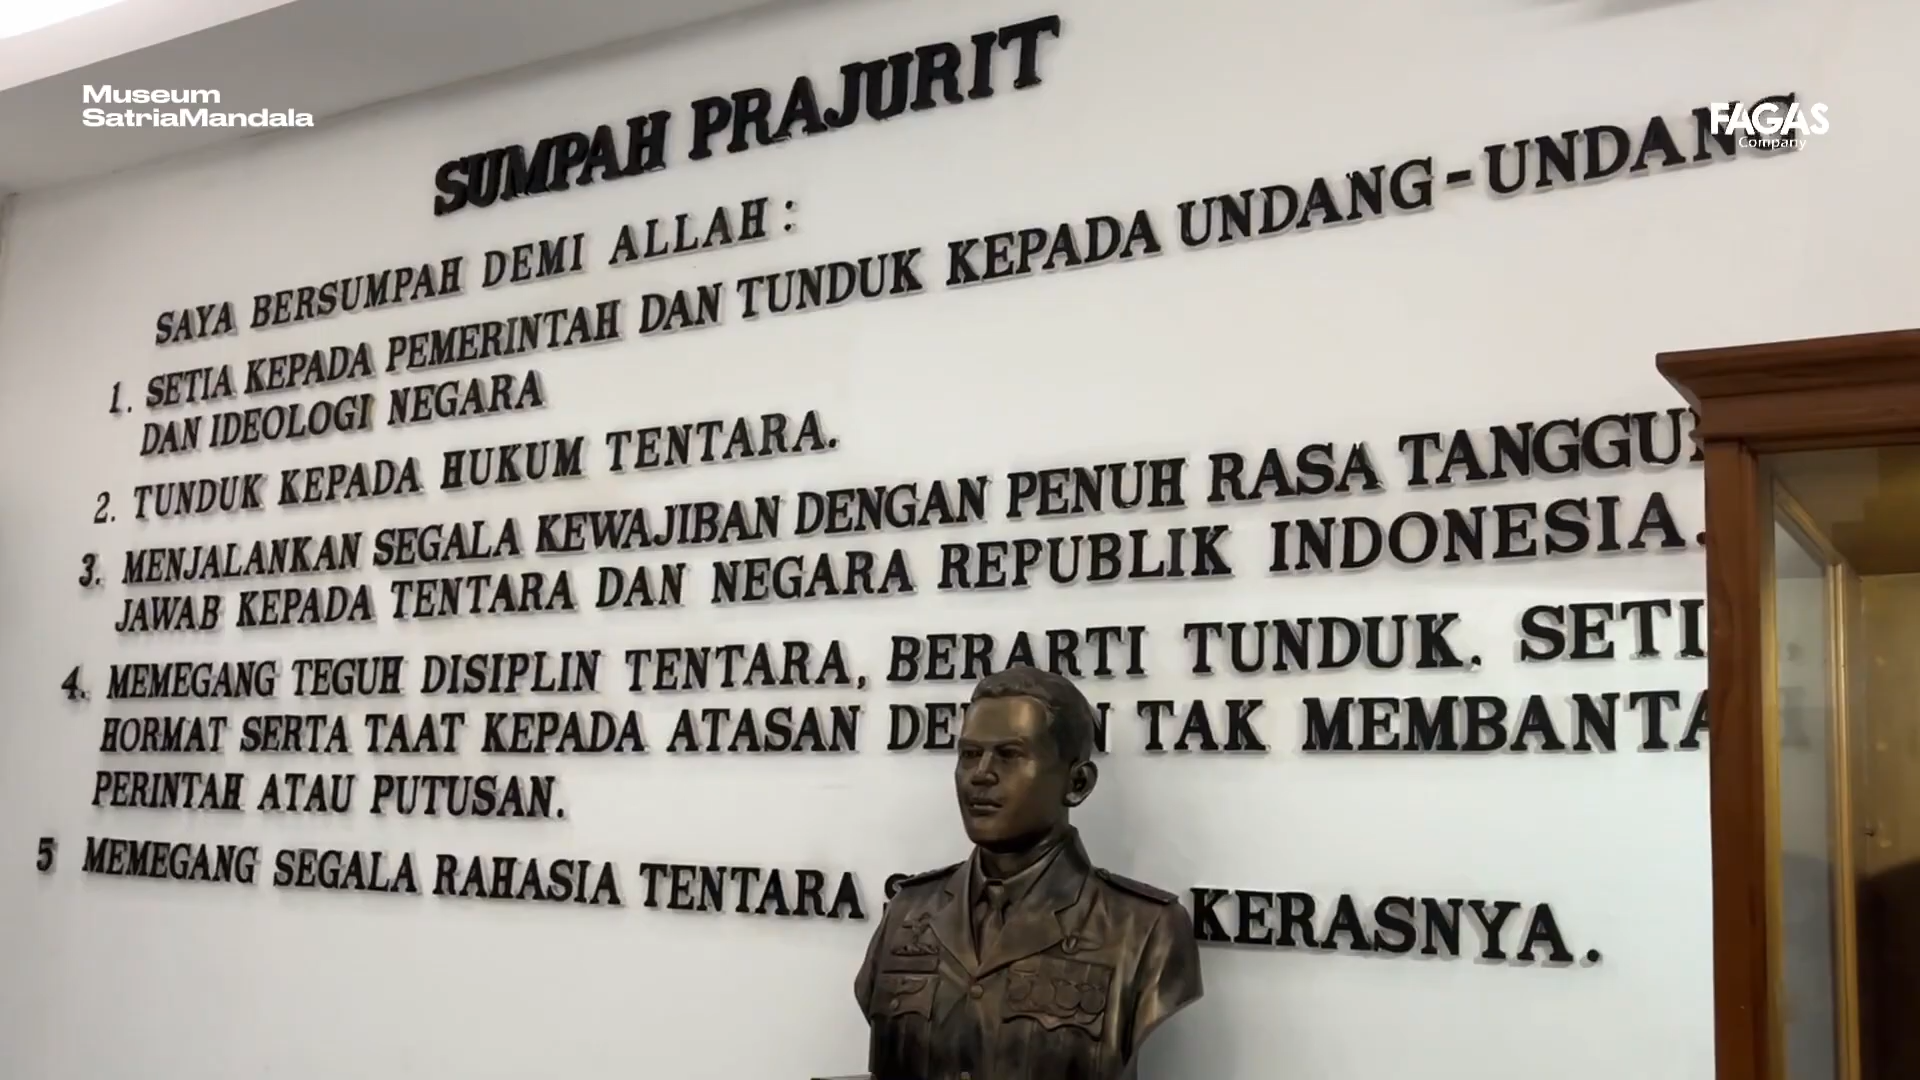 Museum
SatriaMandala
FAGAS
Company
SUMPAH PRAJURIT
SAYA BERSUMPAH DEMI ALLAH :
1. SETIA KEPADA PEMERINTAH DAN TUNDUK KEPADA UNDANG-UNDANG
DAN IDEOLOGI NEGARA
2. TUNDUK KEPADA HUKUM TENTARA.
3. MENJALANKAN SEGALA KEWAJIBAN DENGAN PENUH RASA
JAWAB KEPADA TENTARA DAN NEGARA REPUBLIK INDONESIA.
4. MEMEGANG TEGUH DISIPLIN TENTARA, BERARTI TUNDUK.
HORMAT SERTA TAAT KEPADA ATASAN TAK
PERINTAH ATAU PUTUSAN.
5 MEMEGANG SEGALA RAHASIA TENTARA KERASNYA.